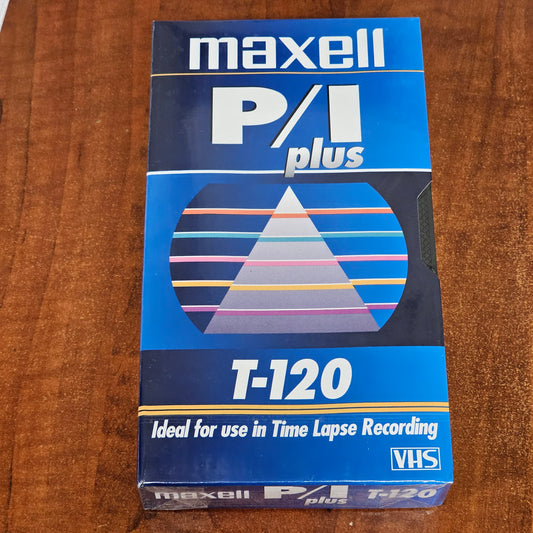 maxell
P/I
plus
T-120
Ideal for use in Time Lapse Recording
VHS
maxell P/I plus T-120